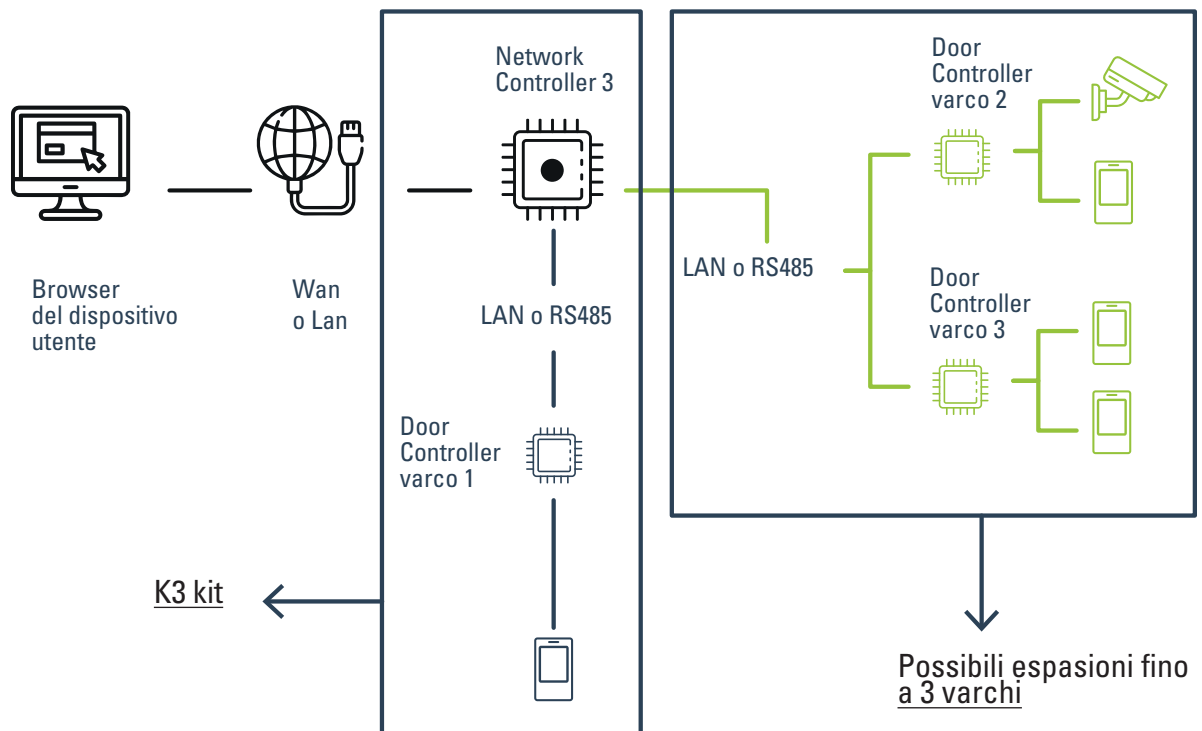 Browser
del dispositivo
utente
Wan
o Lan
Network
Controller 3
LAN o RS485
Door
Controller
varco 1
K3 kit
LAN o RS485
Door
Controller
varco 2
Door
Controller
varco 3
Possibili espasioni fino
a 3 varchi